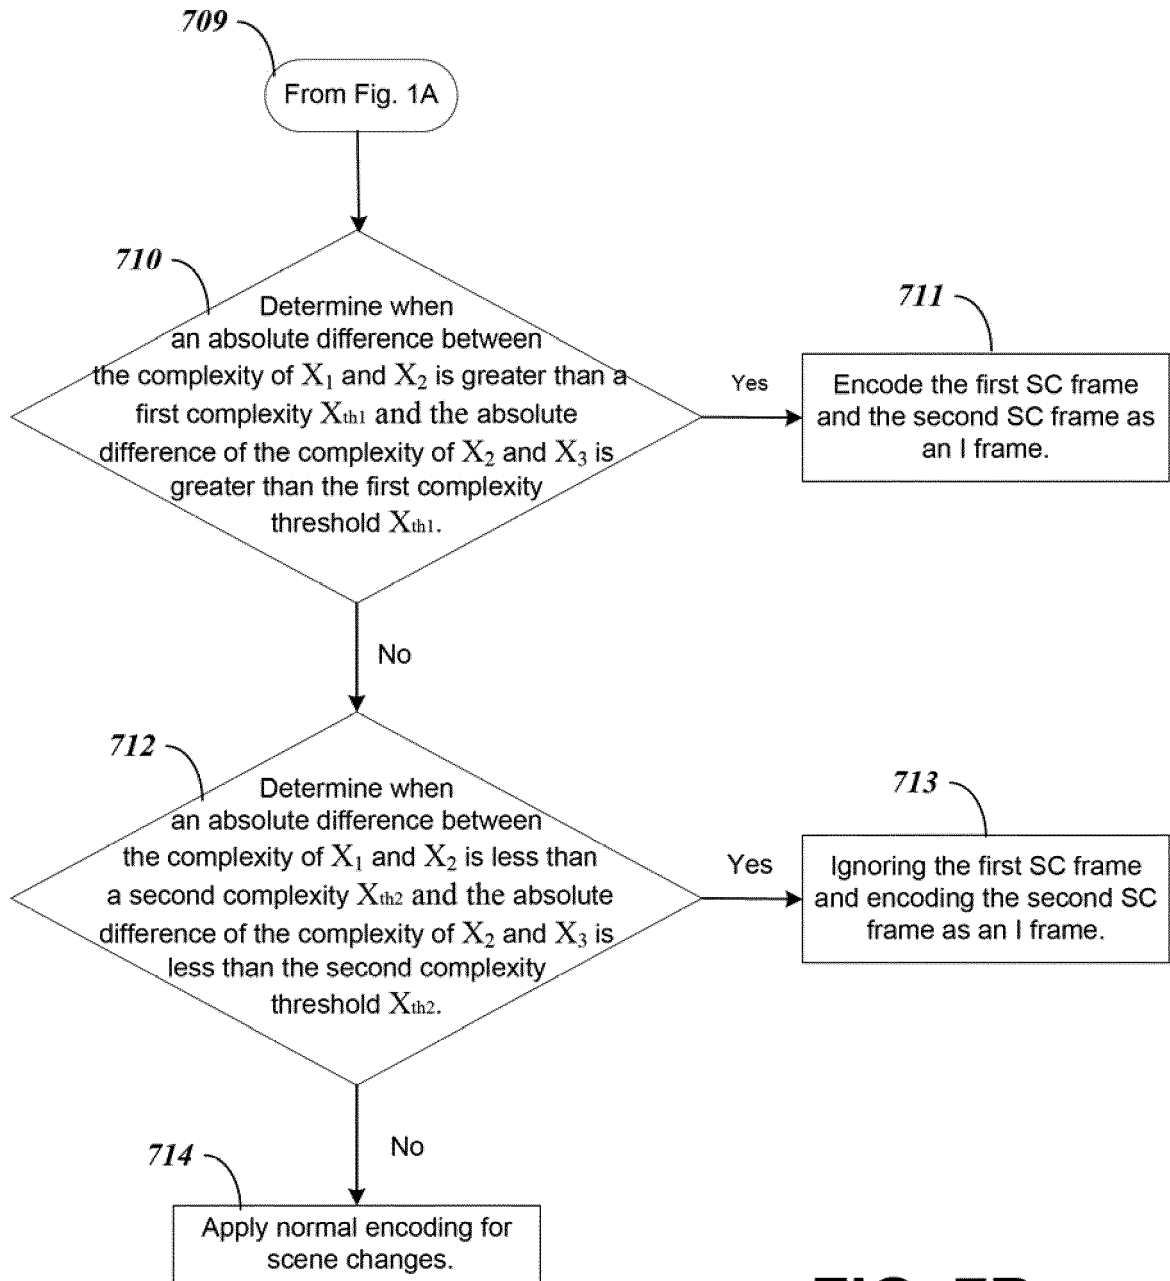 709
From Fig. 1A
710
Determine when
an absolute difference between
the complexity of X1 and X2 is greater than a
first complexity Xth1 and the absolute
difference of the complexity of X2 and X3 is
greater than the first complexity
threshold Xth1.
Yes
711
Encode the first SC frame
and the second SC frame as
an I frame.
No
712
Determine when
an absolute difference between
the complexity of X1 and X2 is less than
a second complexity Xth2 and the absolute
difference of the complexity of X2 and X3 is
less than the second complexity
threshold Xth2.
Yes
713
Ignoring the first SC frame
and encoding the second SC
frame as an I frame.
No
714
Apply normal encoding for
scene changes.